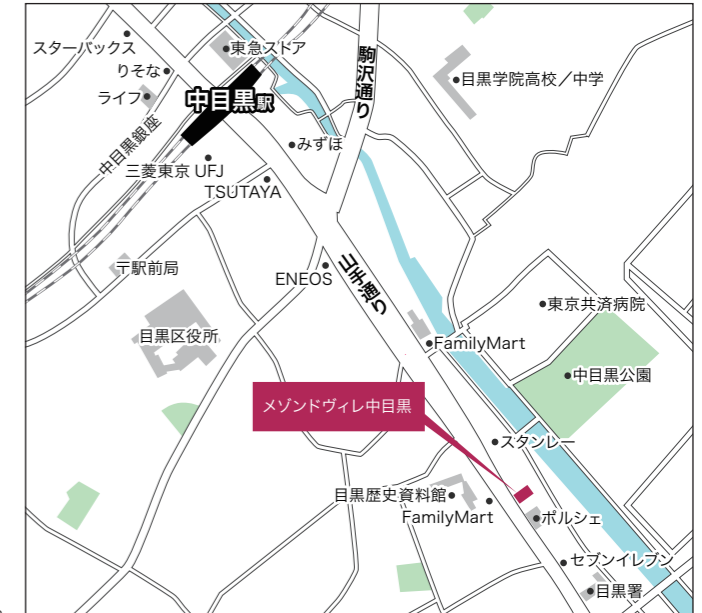 スターバックス
東急ストア
りそな
ライフ
中目黒駅
駒沢通り
目黒学院高校／中学
中目黒銀座
みずほ
三菱東京 UFJ
TSUTAYA
〒駅前局
ENEOS
山手通り
目黒区役所
東京共済病院
FamilyMart
中目黒公園
メゾンドヴィレ中目黒
スタンレー
目黒歴史資料館
FamilyMart
ポルシェ
セブンイレブン
目黒署